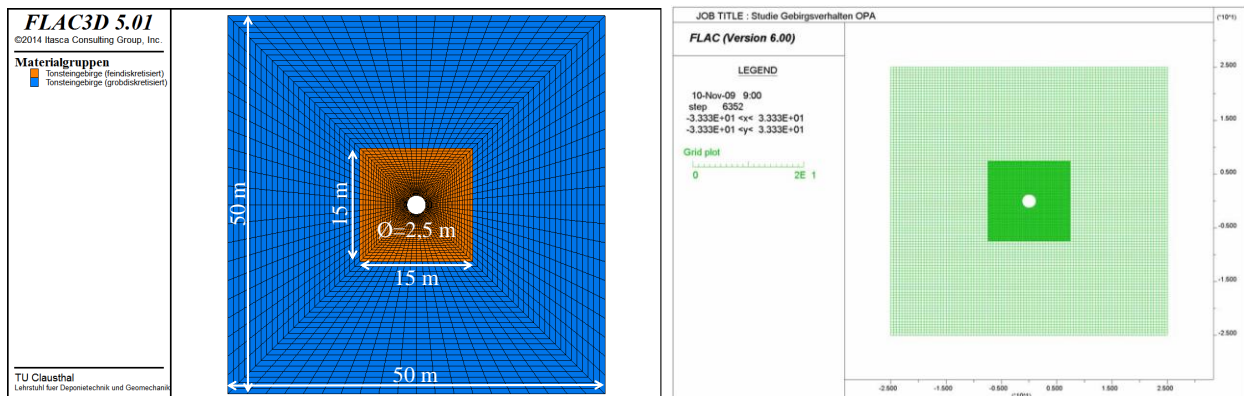 FLAC3D 5.01
©2014 Itasca Consulting Group, Inc.
Materialgruppen
Tonsteingebirge (feindiskretisiert)
Tonsteingebirge (grobdiskretisiert)
TU Clausthal
Lehrstuhl fuer Deponietechnik und Geomechanik
50 m
15 m
Ø=2,5 m
15 m
50 m
JOB TITLE : Studie Gebirgsverhalten OPA
FLAC (Version 6.00)
LEGEND
10-Nov-09 9:00
step 6352
-3.333E+01 <x< 3.333E+01
-3.333E+01 <y< 3.333E+01
Grid plot
0 2E 1
(*10^1)
2.500
1.500
0.500
-0.500
-1.500
-2.500
-2.500 -1.500 -0.500 0.500 1.500 2.500
(*10^1)